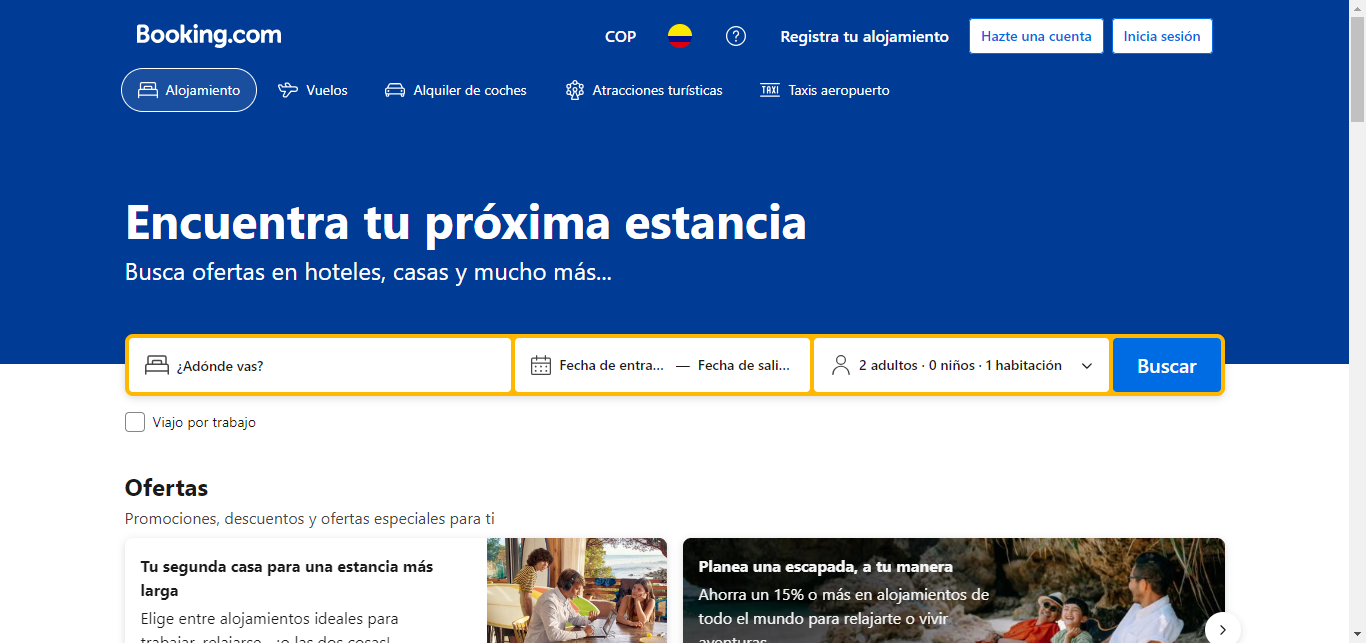 Booking.com
COP
Registra tu alojamiento
Hazte una cuenta
Inicia sesión
Alojamiento
Vuelos
Alquiler de coches
Atracciones turísticas
TAXI
Taxis aeropuerto
Encuentra tu próxima estancia
Busca ofertas en hoteles, casas y mucho más...
¿Adónde vas?
Fecha de entra... — Fecha de sali...
2 adultos · 0 niños · 1 habitación
Buscar
Viajo por trabajo
Ofertas
Promociones, descuentos y ofertas especiales para ti
Tu segunda casa para una estancia más
larga
Elige entre alojamientos ideales para
trabajar, relajarse... ¡o las dos cosas!
Planea una escapada, a tu manera
Ahorra un 15% o más en alojamientos de
todo el mundo para relajarte o vivir
aventuras